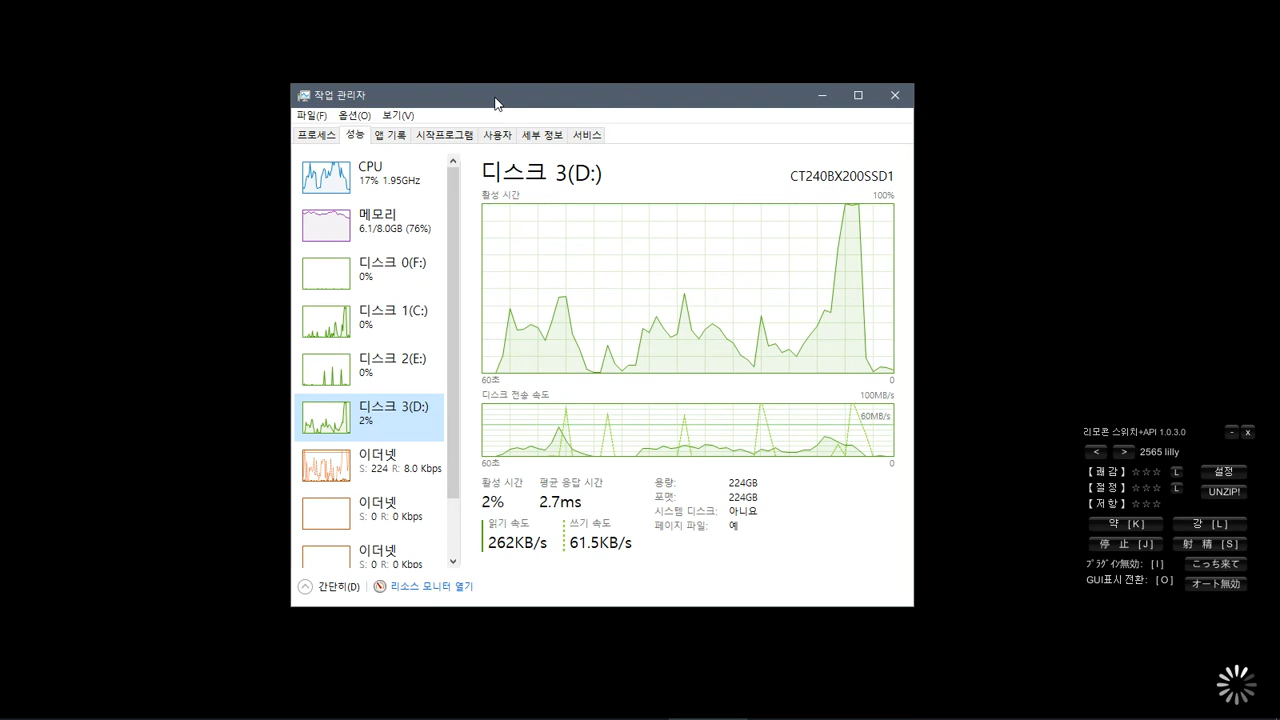 작업 관리자
파일(F) 옵션(O) 보기(V)
프로세스 성능 앱 기록 시작프로그램 사용자 세부 정보 서비스
CPU
17% 1.95GHz
메모리
6.1/8.0GB (76%)
디스크 0(F:)
0%
디스크 1(C:)
0%
디스크 2(E:)
0%
디스크 3(D:)
2%
이더넷
S: 224 R: 8.0 Kbps
이더넷
S: 0 R: 0 Kbps
이더넷
S: 0 R: 0 Kbps
디스크 3(D:)
CT240BX200SSD1
활성 시간 100%
60초 0
디스크 전송 속도 100MB/s
60MB/s
60초 0
활성 시간 평균 응답 시간
2% 2.7ms
읽기 속도 쓰기 속도
262KB/s 61.5KB/s
용량: 224GB
포맷: 224GB
시스템 디스크: 아니요
페이지 파일: 예
간단히(D) 리소스 모니터 열기
리모콘 스위치+API 1.0.3.0 - x
< > 2565 lilly
【쾌감】☆☆☆ L 설정
【절정】☆☆☆ L UNZIP!
【저항】☆☆☆
약 [K] 강 [L]
停 止 [J] 射 精 [S]
ﾌﾟﾗｸﾞｲﾝ無効: [I] こっち来て
GUI표시 전환: [O] オート無効